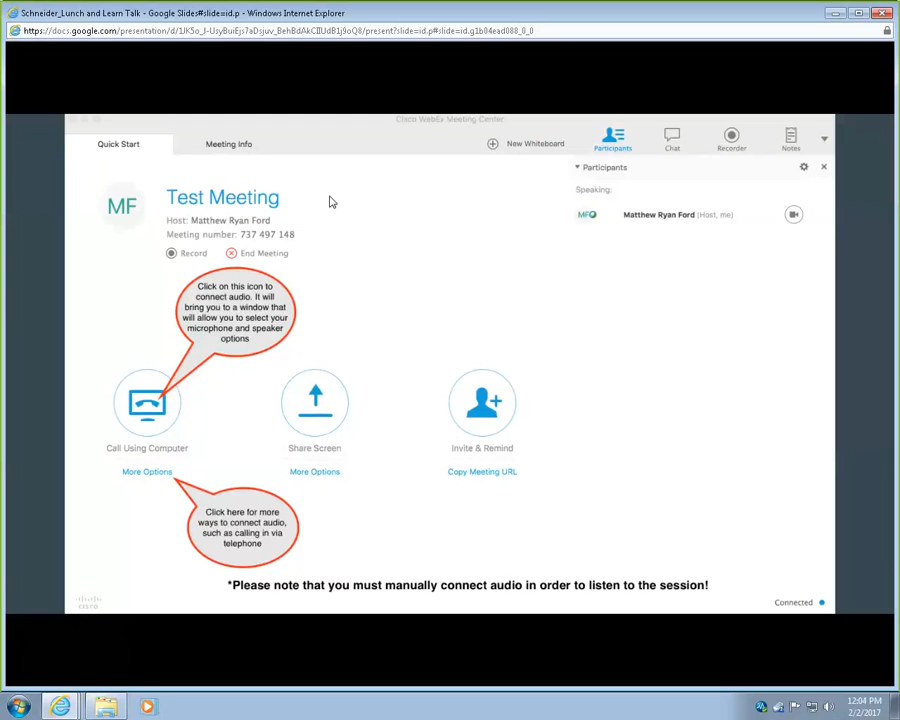 Schneider_Lunch and Learn Talk - Google Slides#slide=id.p - Windows Internet Explorer
Cisco WebEx Meeting Center
Quick Start
Meeting Info
New Whiteboard
Participants
Chat
Recorder
Notes
Participants
Speaking:
MF
Matthew Ryan Ford (Host, me)
MF
Test Meeting
Host: Matthew Ryan Ford
Meeting number: 737 497 148
Record
End Meeting
Click on this icon to
connect audio. It will
bring you to a window that
will allow you to select your
microphone and speaker
options
Call Using Computer
Share Screen
Invite & Remind
More Options
More Options
Copy Meeting URL
Click here for more
ways to connect audio,
such as calling in via
telephone
*Please note that you must manually connect audio in order to listen to the session!
cisco
Connected
12:04 PM
2/2/2017